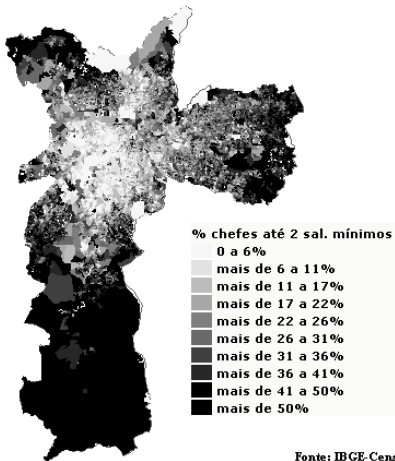 % chefes até 2 sal. mínimos
0 a 6%
mais de 6 a 11%
mais de 11 a 17%
mais de 17 a 22%
mais de 22 a 26%
mais de 26 a 31%
mais de 31 a 36%
mais de 36 a 41%
mais de 41 a 50%
mais de 50%
Fonte: IBGE-Cens